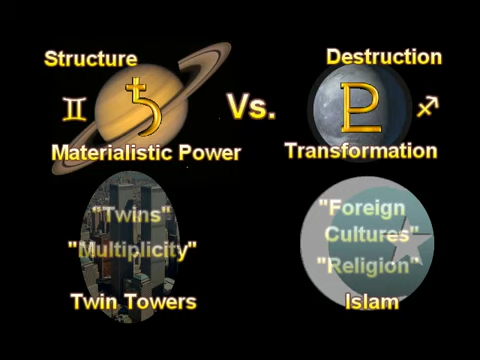 Structure
Destruction
♊ ♄ Vs. ♇ ♐
Materialistic Power
Transformation
"Twins"
"Multiplicity"
Twin Towers
"Foreign
Cultures"
"Religion"
Islam